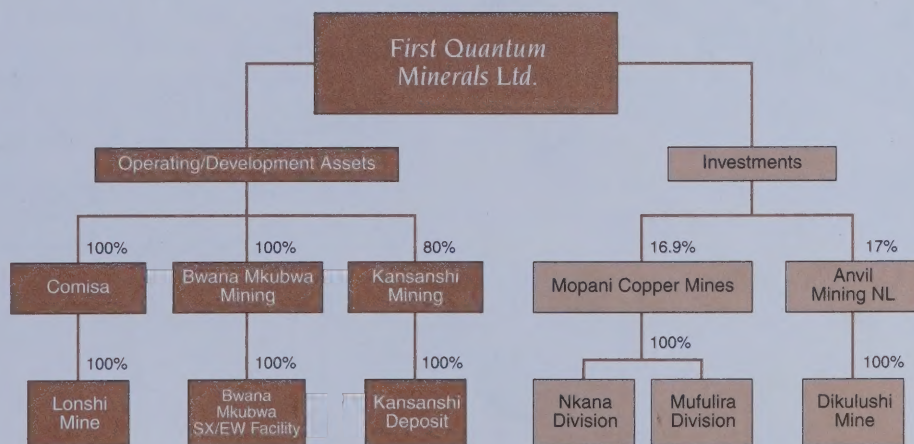 First Quantum
Minerals Ltd.
Operating/Development Assets
Investments
100%
100%
80%
16.9%
17%
Comisa
Bwana Mkubwa
Mining
Kansanshi
Mining
Mopani Copper Mines
Anvil
Mining NL
100%
100%
100%
100%
100%
Lonshi
Mine
Bwana
Mkubwa
SX/EW Facility
Kansanshi
Deposit
Nkana
Division
Mufulira
Division
Dikulushi
Mine